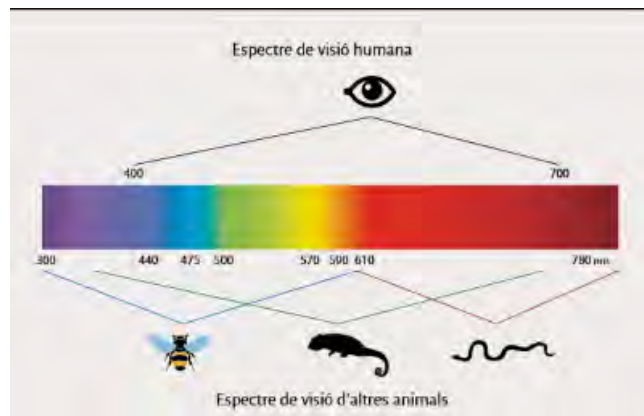 Espectre de visió humana
400 700
300 440 475 500 570 590 610 780 nm
Espectre de visió d'altres animals